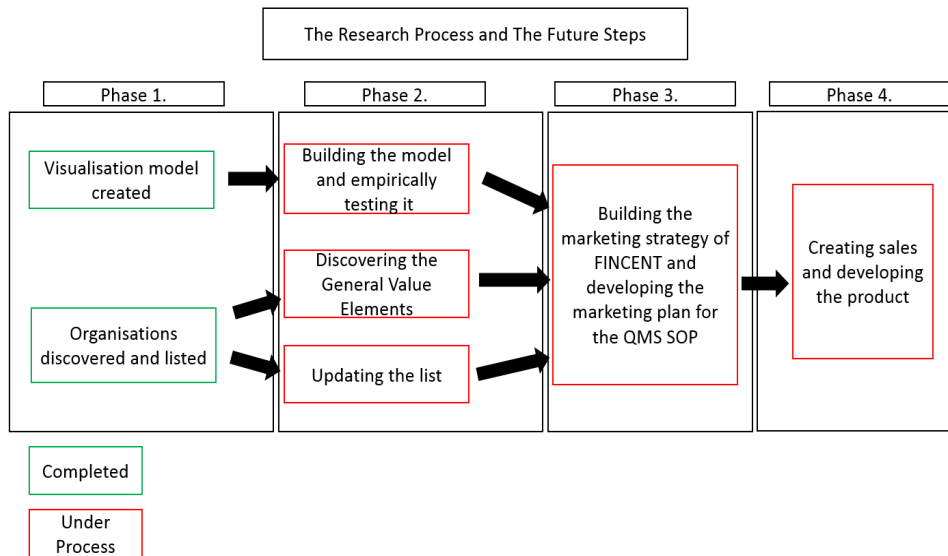 The Research Process and The Future Steps
Phase 1.
Phase 2.
Phase 3.
Phase 4.
Visualisation model
created
Organisations
discovered and listed
Building the model
and empirically
testing it
Discovering the
General Value
Elements
Updating the list
Building the
marketing strategy of
FINCENT and
developing the
marketing plan for
the QMS SOP
Creating sales
and developing
the product
Completed
Under
Process